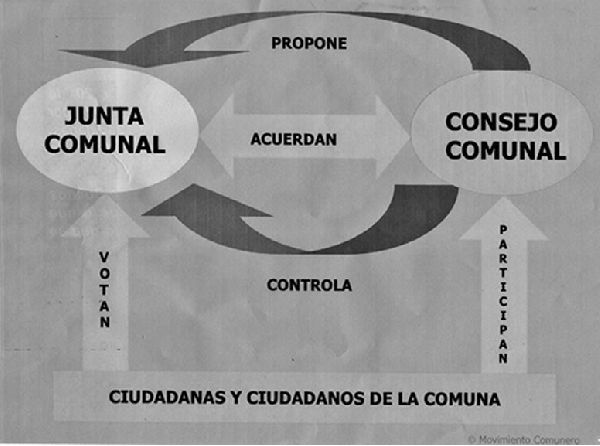 PROPONE
JUNTA
COMUNAL
ACUERDAN
CONSEJO
COMUNAL
CONTROLA
VOTAN
PARTICIPAN
CIUDADANAS Y CIUDADANOS DE LA COMUNA
© Movimiento Comunero